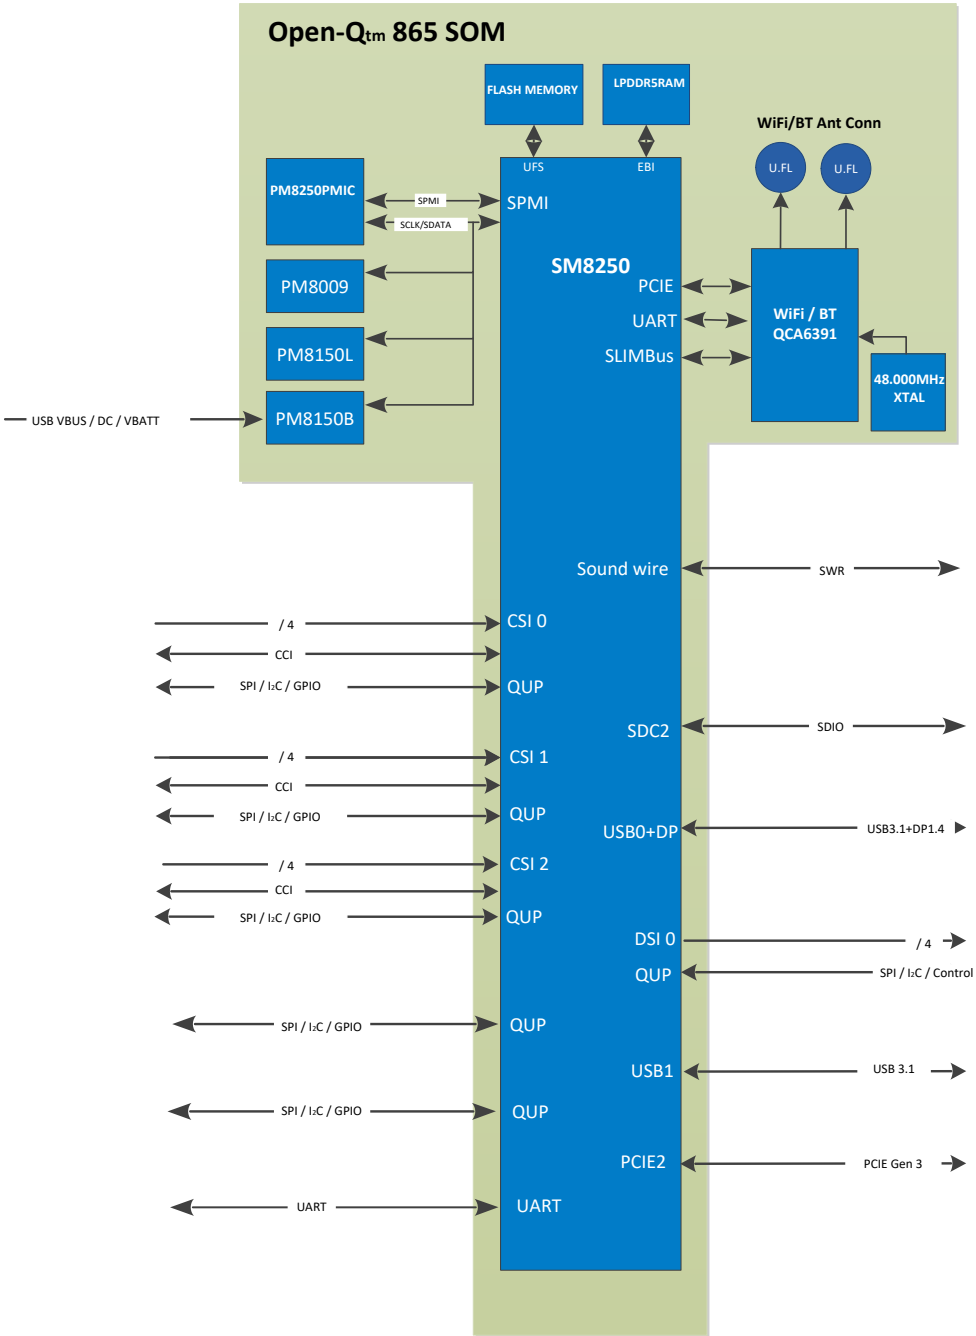 Open-Qtm 865 SOM
FLASH MEMORY
LPDDR5RAM
WiFi/BT Ant Conn
U.FL
U.FL
UFS
EBI
PM8250PMIC
SPMI
SPMI
SCLK/SDATA
SM8250
PM8009
PCIE
UART
WiFi / BT
QCA6391
PM8150L
SLIMBus
48.000MHz
XTAL
USB VBUS / DC / VBATT
PM8150B
Sound wire
SWR
/ 4
CSI 0
CCI
SPI / I2C / GPIO
QUP
SDC2
SDIO
/ 4
CSI 1
CCI
SPI / I2C / GPIO
QUP
USB0+DP
USB3.1+DP1.4
/ 4
CSI 2
CCI
SPI / I2C / GPIO
QUP
DSI 0
/ 4
QUP
SPI / I2C / Control
SPI / I2C / GPIO
QUP
USB1
USB 3.1
SPI / I2C / GPIO
QUP
PCIE2
PCIE Gen 3
UART
UART